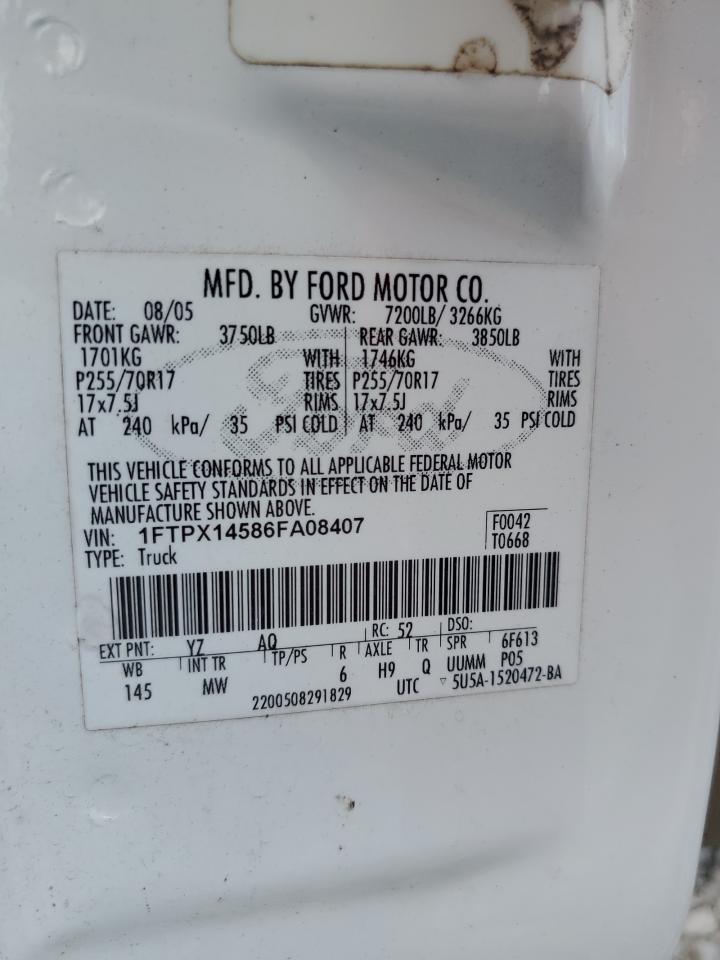 MFD. BY FORD MOTOR CO.
DATE: 08/05 GVWR: 7200LB/ 3266KG
FRONT GAWR: 3750LB REAR GAWR: 3850LB
1701KG WITH 1746KG WITH
P255/70R17 TIRES P255/70R17 TIRES
17x7.5J RIMS 17x7.5J RIMS
AT 240 kPa/ 35 PSI COLD AT 240 kPa/ 35 PSI COLD
Ford
THIS VEHICLE CONFORMS TO ALL APPLICABLE FEDERAL MOTOR
VEHICLE SAFETY STANDARDS IN EFFECT ON THE DATE OF
MANUFACTURE SHOWN ABOVE.
VIN: 1FTPX14586FA08407 F0042
TYPE: Truck T0668
EXT PNT: YZ AQ RC: 52 DSO:
WB INT TR TP/PS R AXLE TR SPR 6F613
145 MW 6 H9 Q UUMM P05
2200508291829 UTC ▽ 5U5A-1520472-BA